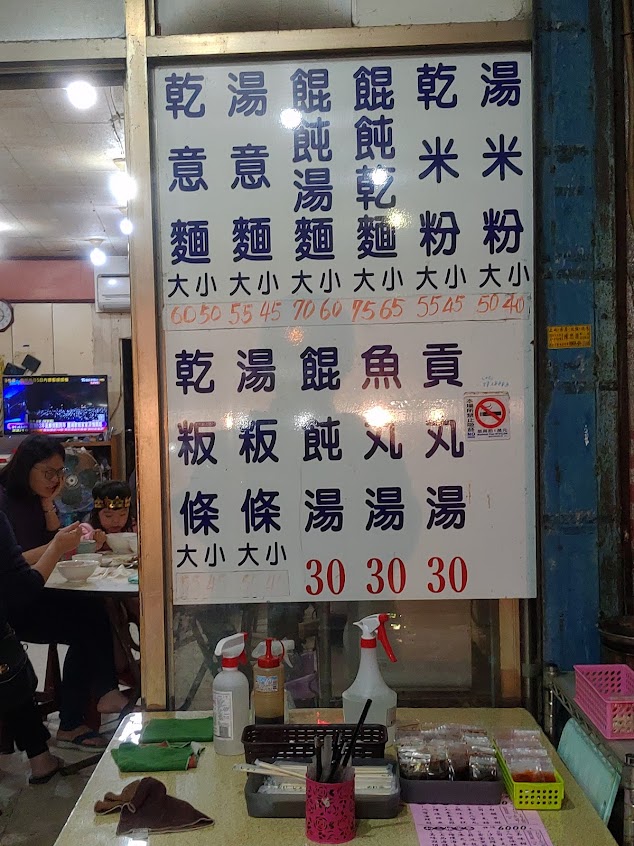 乾意麵
大 小
60 50
湯意麵
大 小
55 45
餛飩湯麵
大 小
70 60
餛飩乾麵
大 小
75 65
乾米粉
大 小
55 45
湯米粉
大 小
50 40
乾粄條
大 小
湯粄條
大 小
餛飩湯
30
魚丸湯
30
貢丸湯
30